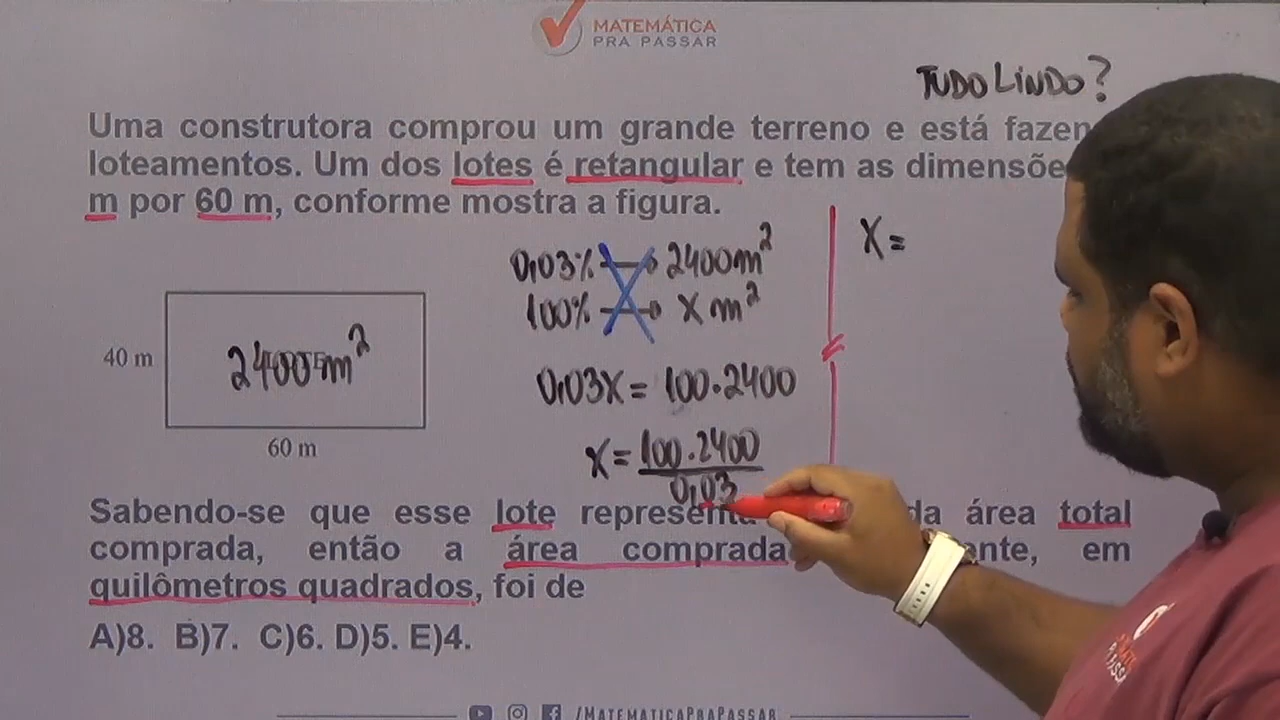 MATEMÁTICA
PRA PASSAR
TUDO LINDO?
Uma construtora comprou um grande terreno e está fazen
loteamentos. Um dos lotes é retangular e tem as dimensõe
m por 60 m, conforme mostra a figura.
0,03% → 2400m²
100% → X m²
X =
40 m
2400m²
60 m
0,03X = 100.2400
X = 100.2400
0,03
Sabendo-se que esse lote representa da área total
comprada, então a área comprada ante, em
quilômetros quadrados, foi de
A)8. B)7. C)6. D)5. E)4.
/MATEMATICAPRAPASSAR